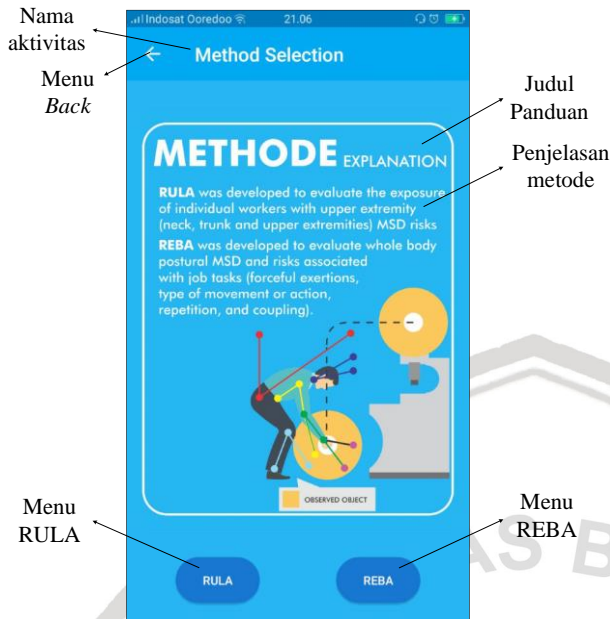 Nama
aktivitas
Menu
Back
Indosat Ooredoo
21.06
Method Selection
Judul
Panduan
Penjelasan
metode
METHODE EXPLANATION
RULA was developed to evaluate the exposure
of individual workers with upper extremity
(neck, trunk and upper extremities) MSD risks
REBA was developed to evaluate whole body
postural MSD and risks associated
with job tasks (forceful exertions,
type of movement or action,
repetition, and coupling).
OBSERVED OBJECT
Menu
RULA
Menu
REBA
RULA
REBA
AS B